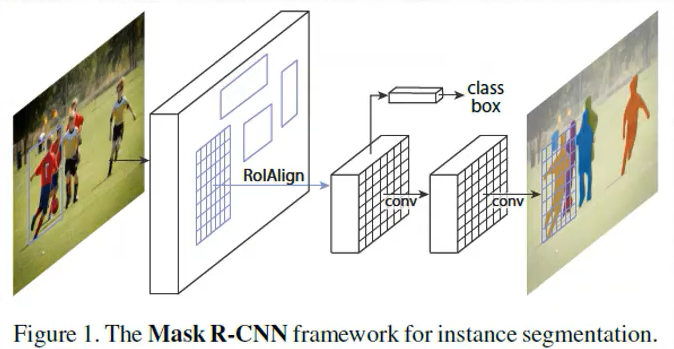 class
box
RoIAlign
conv
conv
Figure 1. The Mask R-CNN framework for instance segmentation.